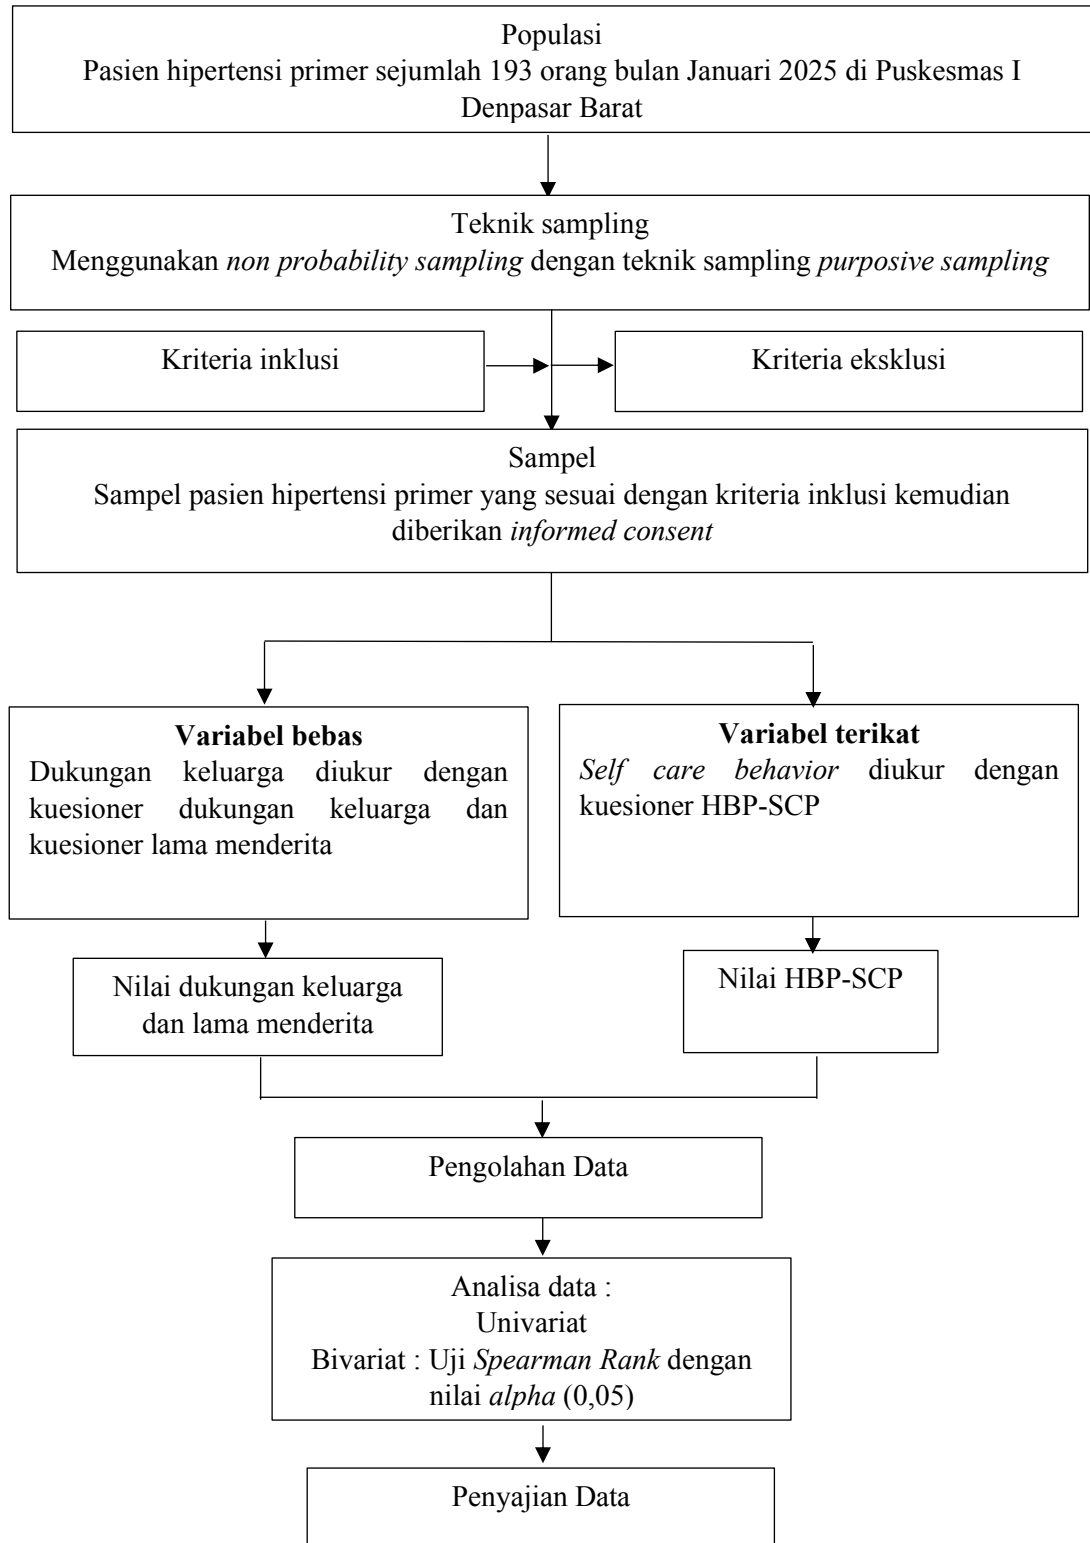 Populasi
Pasien hipertensi primer sejumlah 193 orang bulan Januari 2025 di Puskesmas I
Denpasar Barat
Teknik sampling
Menggunakan non probability sampling dengan teknik sampling purposive sampling
Kriteria inklusi
Kriteria eksklusi
Sampel
Sampel pasien hipertensi primer yang sesuai dengan kriteria inklusi kemudian
diberikan informed consent
Variabel bebas
Dukungan keluarga diukur dengan
kuesioner dukungan keluarga dan
kuesioner lama menderita
Variabel terikat
Self care behavior diukur dengan
kuesioner HBP-SCP
Nilai dukungan keluarga
dan lama menderita
Nilai HBP-SCP
Pengolahan Data
Analisa data :
Univariat
Bivariat : Uji Spearman Rank dengan
nilai alpha (0,05)
Penyajian Data